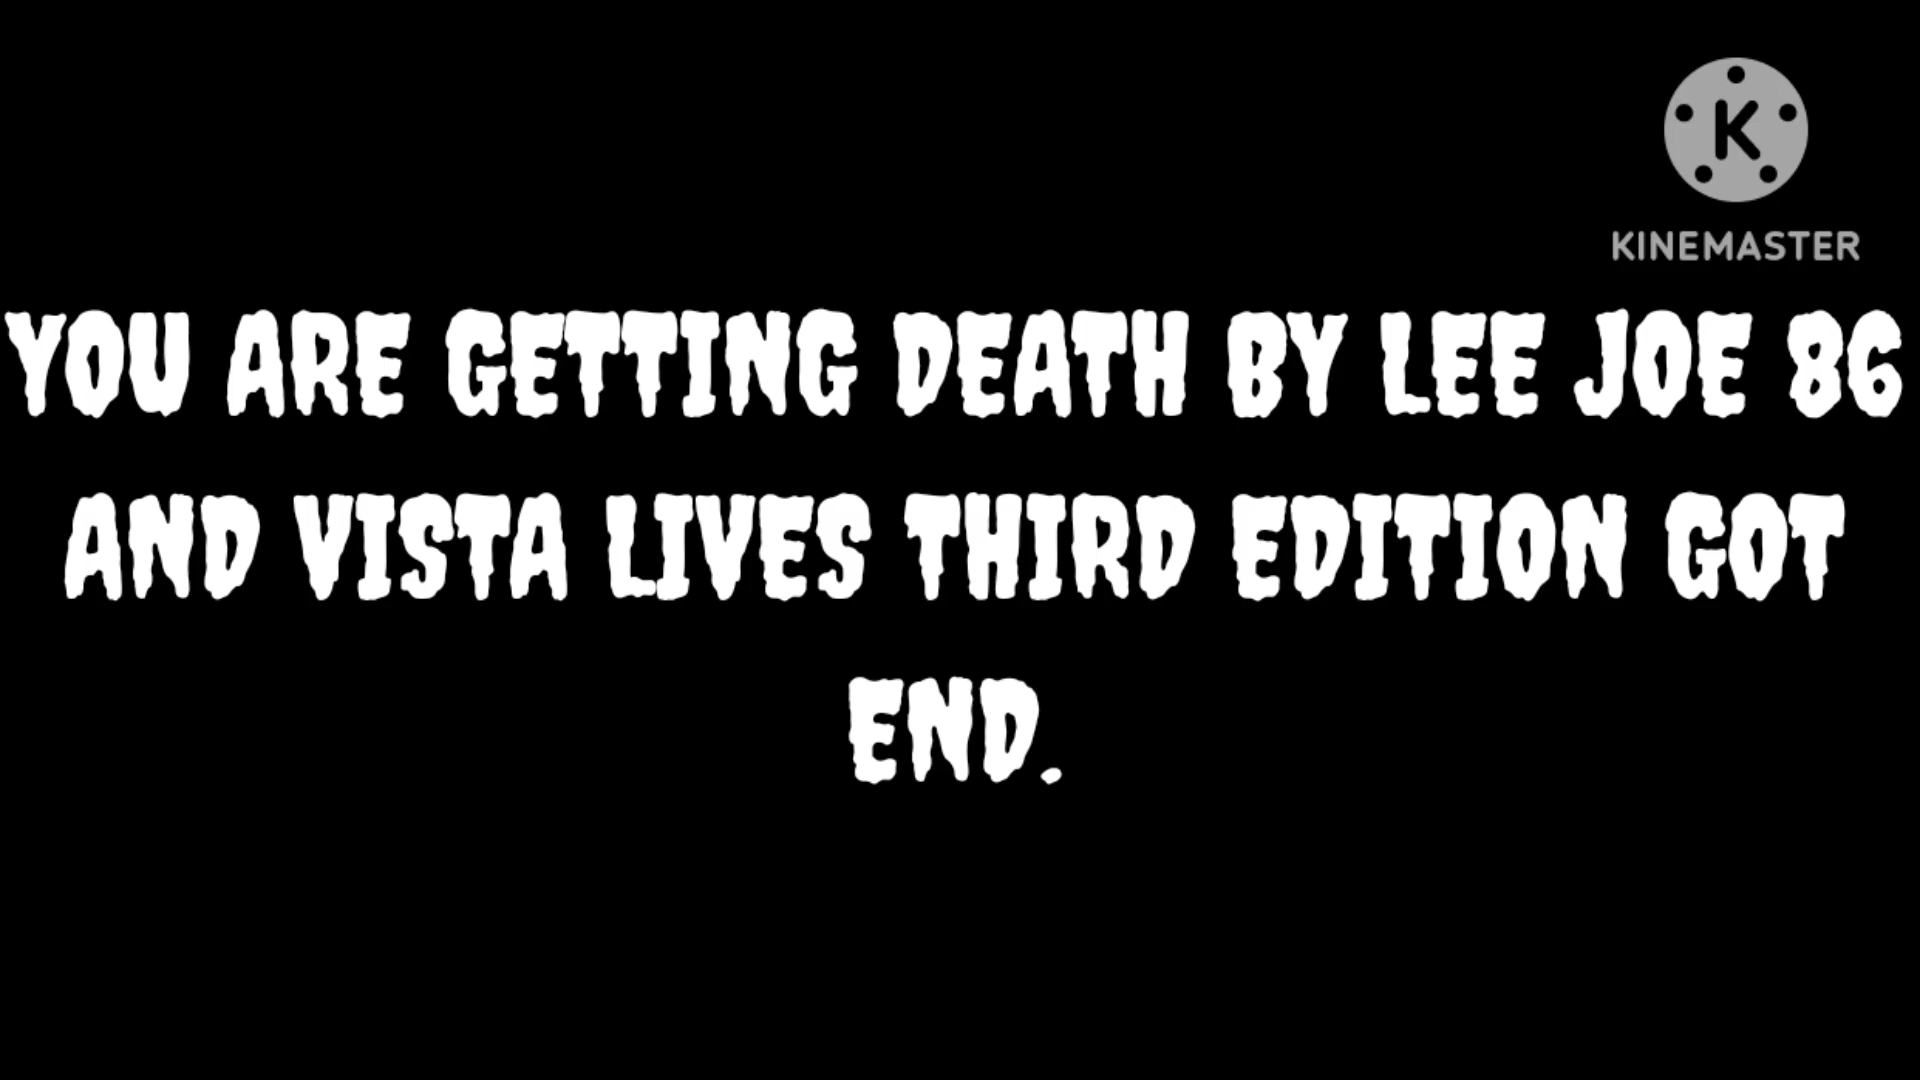 K
KINEMASTER
YOU ARE GETTING DEATH BY LEE JOE 86
AND VISTA LIVES THIRD EDITION GOT
END.